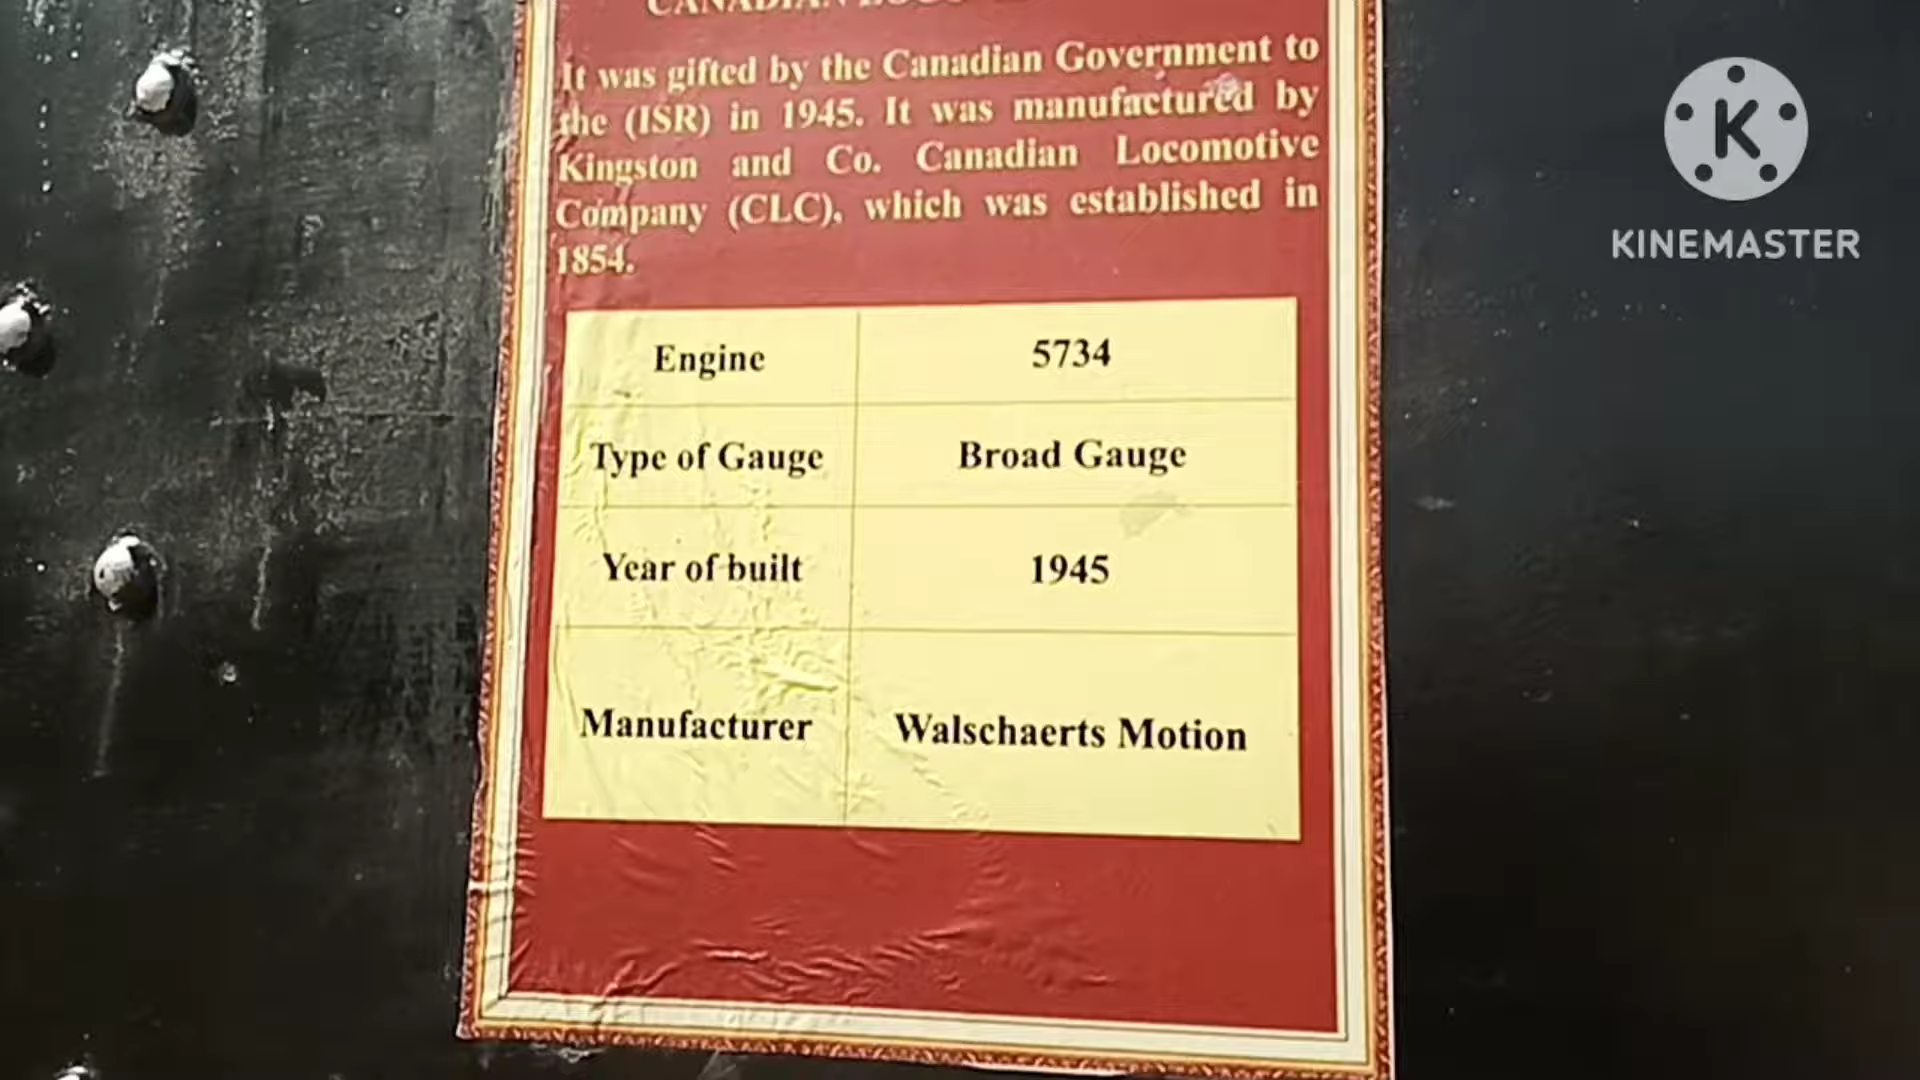 CANADIAN
It was gifted by the Canadian Government to
the (ISR) in 1945. It was manufactured by
Kingston and Co. Canadian Locomotive
Company (CLC), which was established in
1854.
Engine 5734
Type of Gauge Broad Gauge
Year of built 1945
Manufacturer Walschaerts Motion
K
KINEMASTER